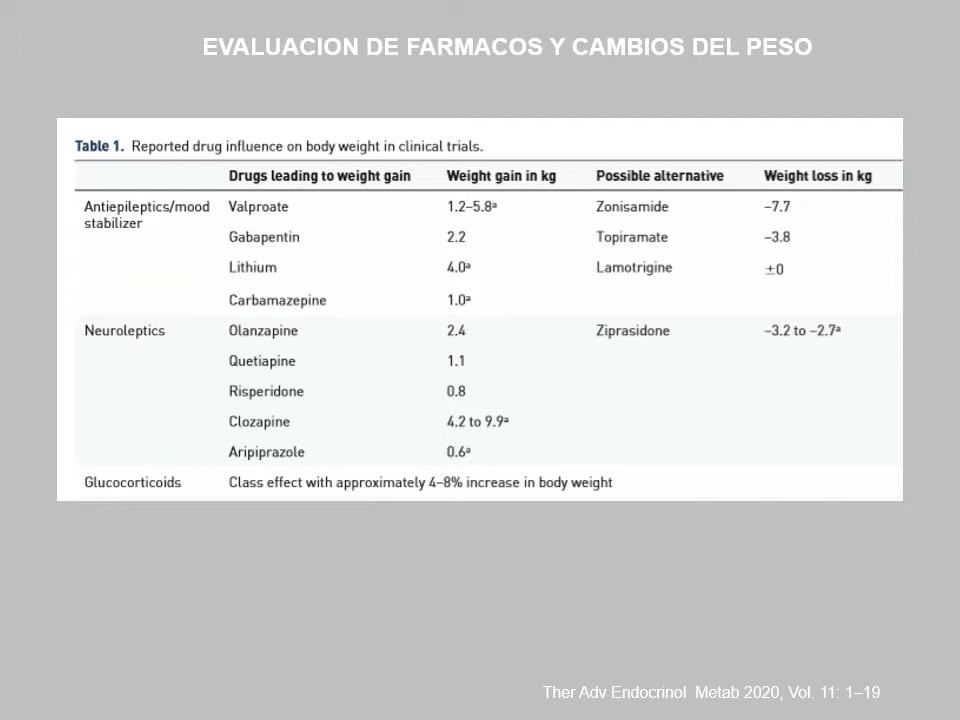 EVALUACION DE FARMACOS Y CAMBIOS DEL PESO
Table 1. Reported drug influence on body weight in clinical trials.
Drugs leading to weight gain Weight gain in kg Possible alternative Weight loss in kg
Antiepileptics/mood stabilizer Valproate 1.2–5.8ª Zonisamide −7.7
Gabapentin 2.2 Topiramate −3.8
Lithium 4.0ª Lamotrigine ±0
Carbamazepine 1.0ª
Neuroleptics Olanzapine 2.4 Ziprasidone −3.2 to −2.7ª
Quetiapine 1.1
Risperidone 0.8
Clozapine 4.2 to 9.9ª
Aripiprazole 0.6ª
Glucocorticoids Class effect with approximately 4–8% increase in body weight
Ther Adv Endocrinol Metab 2020, Vol. 11: 1–19